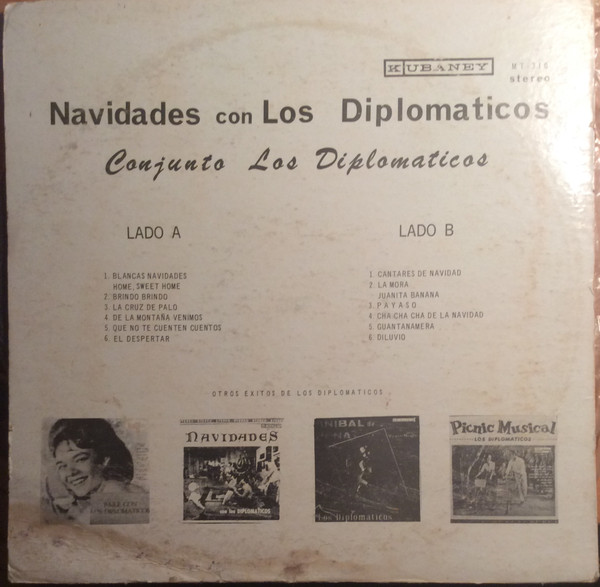 KUBANEY
stereo
Navidades con Los Diplomaticos
Conjunto Los Diplomaticos
LADO A
1. BLANCAS NAVIDADES
HOME, SWEET HOME
2. BRINDO BRINDO
3. LA CRUZ DE PALO
4. DE LA MONTAÑA VENIMOS
5. QUE NO TE CUENTEN CUENTOS
6. EL DESPERTAR
LADO B
1. CANTARES DE NAVIDAD
2. LA MORA
JUANITA BANANA
3. PAYASO
4. CHA CHA CHA DE LA NAVIDAD
5. GUANTANAMERA
6. DILUVIO
OTROS EXITOS DE LOS DIPLOMATICOS
NAVIDADES
con los DIPLOMATICOS
Los Diplomaticos
Picnic Musical
LOS DIPLOMATICOS